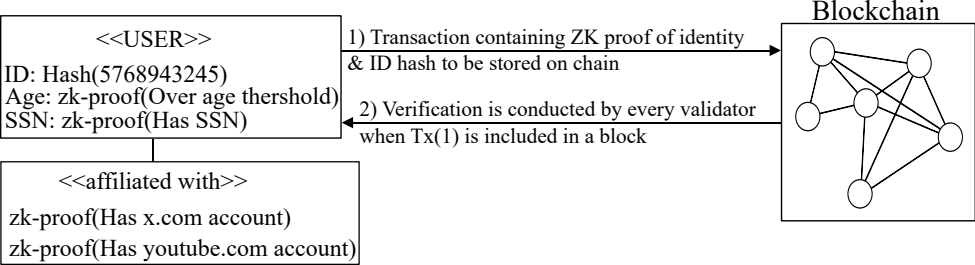 <<USER>>
ID: Hash(5768943245)
Age: zk-proof(Over age thershold)
SSN: zk-proof(Has SSN)
<<affiliated with>>
zk-proof(Has x.com account)
zk-proof(Has youtube.com account)
1) Transaction containing ZK proof of identity
& ID hash to be stored on chain
2) Verification is conducted by every validator
when Tx(1) is included in a block
Blockchain